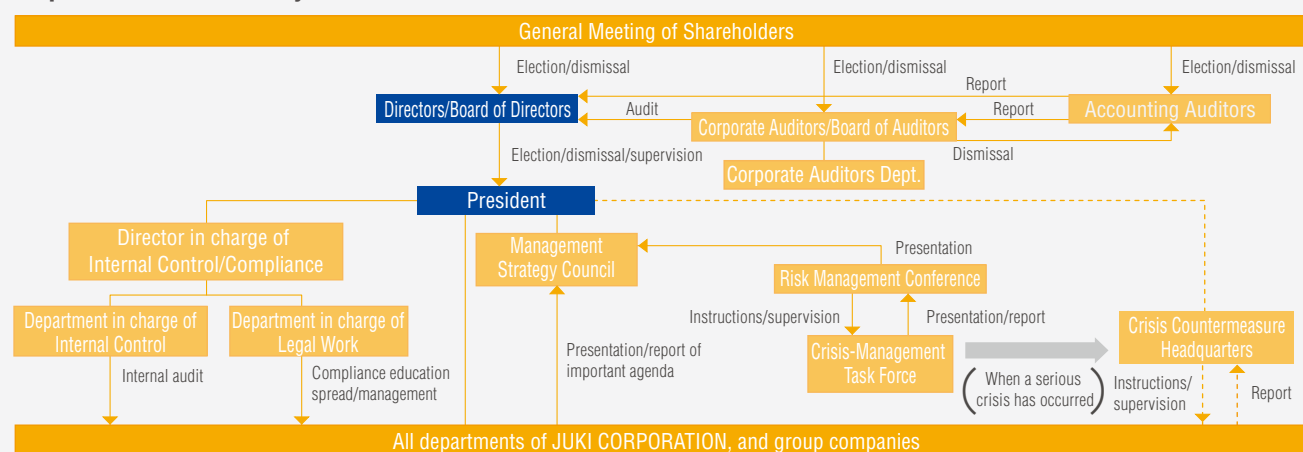 General Meeting of Shareholders
Election/dismissal
Election/dismissal
Election/dismissal
Report
Directors/Board of Directors
Audit
Corporate Auditors/Board of Auditors
Report
Accounting Auditors
Dismissal
Election/dismissal/supervision
Corporate Auditors Dept.
President
Director in charge of
Internal Control/Compliance
Management
Strategy Council
Presentation
Risk Management Conference
Department in charge of
Internal Control
Department in charge of
Legal Work
Instructions/supervision
Presentation/report
Crisis Countermeasure
Headquarters
Internal audit
Compliance education
spread/management
Presentation/report of
important agenda
Crisis-Management
Task Force
(When a serious
crisis has occurred)
Instructions/
supervision
Report
All departments of JUKI CORPORATION, and group companies